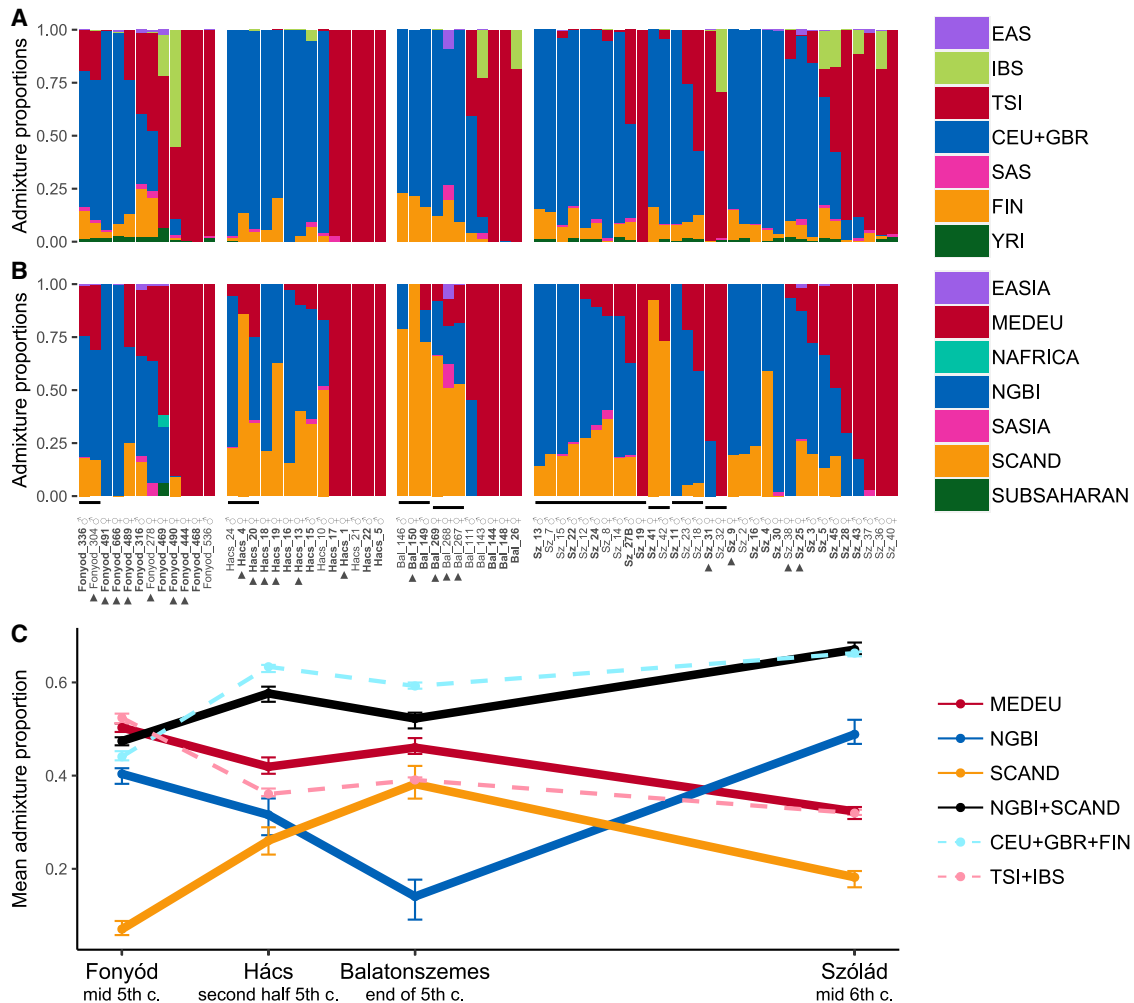 A
Admixture proportions
1.00
0.75
0.50
0.25
0.00
EAS
IBS
TSI
CEU+GBR
SAS
FIN
YRI
B
Admixture proportions
1.00
0.75
0.50
0.25
0.00
EASIA
MEDEU
NAFRICA
NGBI
SASIA
SCAND
SUBSAHARAN
Fonyod_336 ♂
Fonyod_304 ♂
Fonyod_491 ♀
Fonyod_666 ♀
Fonyod_489 ♀
Fonyod_316
Fonyod_278
Fonyod_469
Fonyod_490 ♀
Fonyod_444
Fonyod_468
Fonyod_536
Hacs_24
Hacs_4
Hacs_20
Hacs_18
Hacs_19
Hacs_16
Hacs_13
Hacs_15
Hacs_10
Hacs_17
Hacs_1
Hacs_21
Hacs_22
Hacs_5
Bal_146
Bal_150
Bal_149
Bal_269
Bal_268
Bal_267
Bal_111
Bal_143
Bal_144
Bal_148
Bal_26
Sz_13
Sz_7
Sz_15
Sz_22
Sz_12
Sz_24
Sz_8
Sz_14
Sz_27B
Sz_19
Sz_41
Sz_42
Sz_11
Sz_23
Sz_18
Sz_31
Sz_32
Sz_9
Sz_2
Sz_16
Sz_4
Sz_30
Sz_38
Sz_25
Sz_3
Sz_5
Sz_45
Sz_28
Sz_43
Sz_36
Sz_40
C
Mean admixture proportion
0.6
0.4
0.2
MEDEU
NGBI
SCAND
NGBI+SCAND
CEU+GBR+FIN
TSI+IBS
Fonyód
mid 5th c.
Hács
second half 5th c.
Balatonszemes
end of 5th c.
Szólád
mid 6th c.